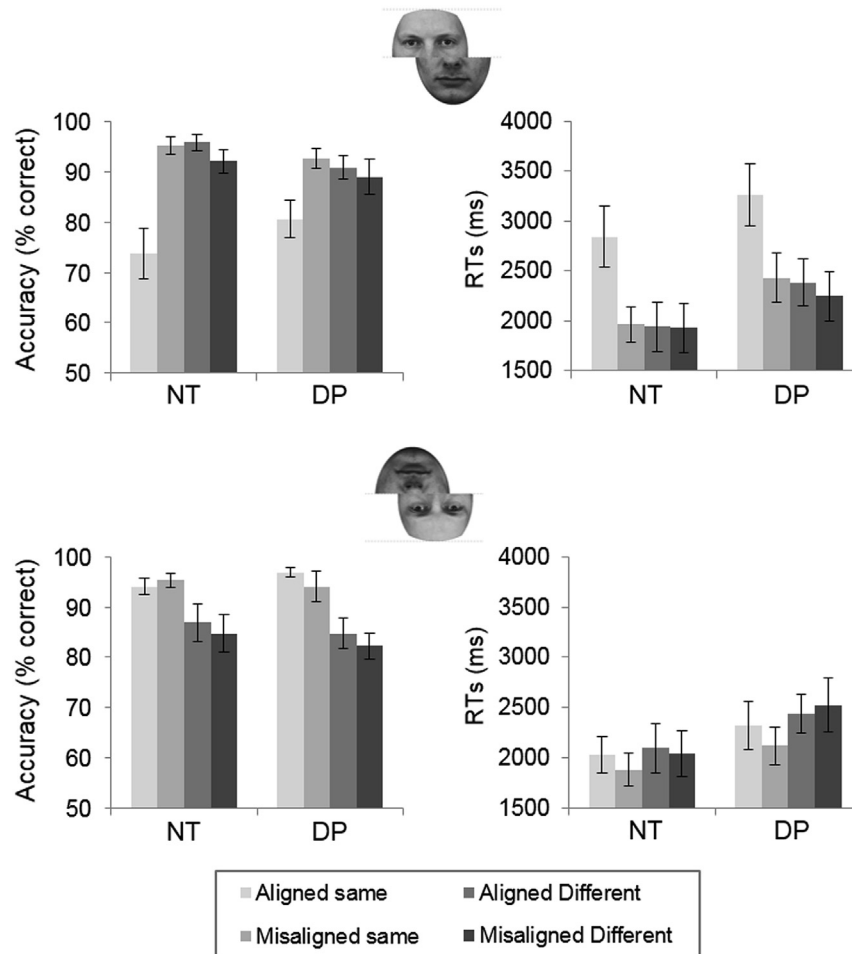 Accuracy (% correct)
100
90
80
70
60
50
NT DP
RTs (ms)
4000
3500
3000
2500
2000
1500
NT DP
Accuracy (% correct)
100
90
80
70
60
50
NT DP
RTs (ms)
4000
3500
3000
2500
2000
1500
NT DP
Aligned same Aligned Different
Misaligned same Misaligned Different